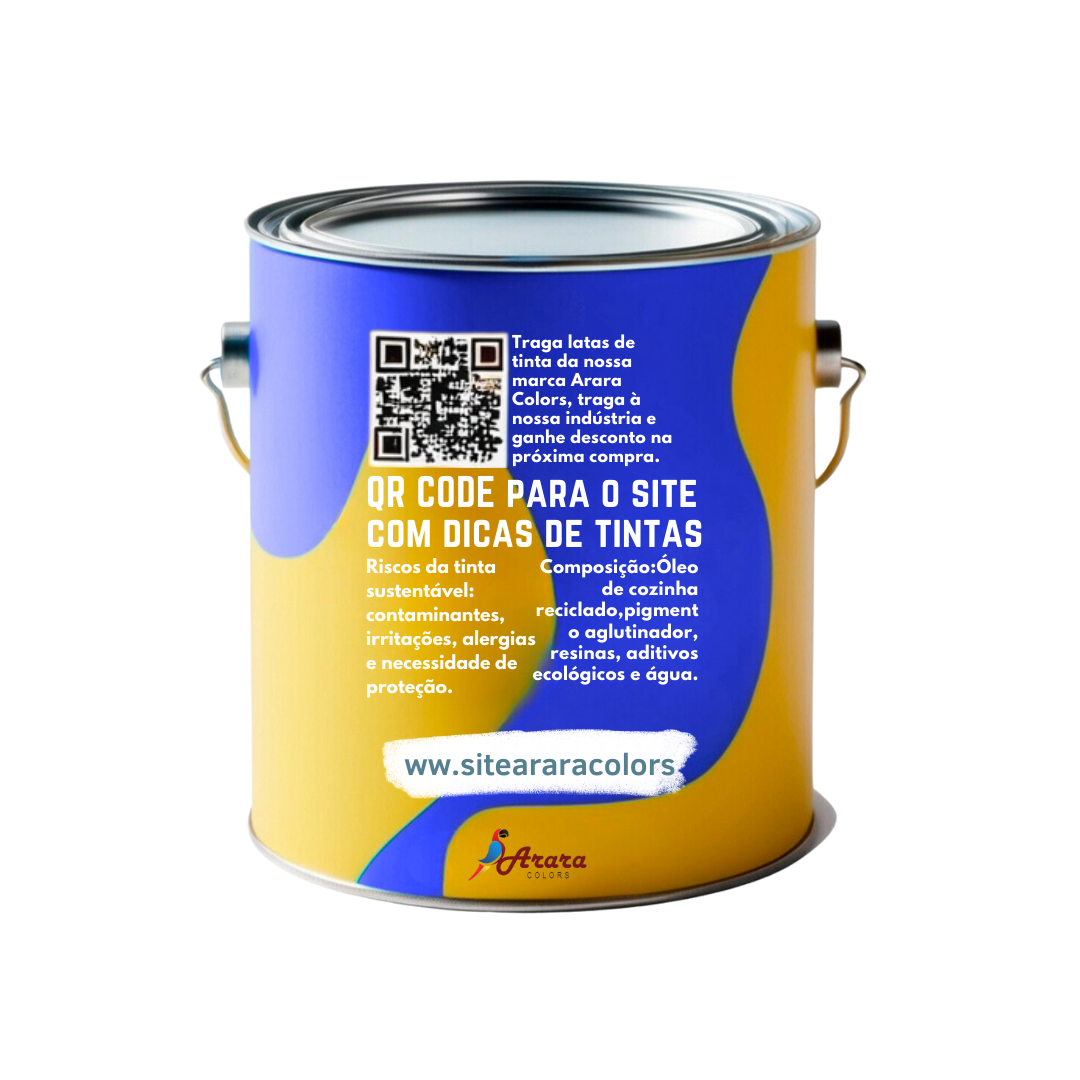 Traga latas de
tinta da nossa
marca Arara
Colors, traga à
nossa indústria e
ganhe desconto na
próxima compra.
QR CODE PARA O SITE
COM DICAS DE TINTAS
Riscos da tinta
sustentável:
contaminantes,
irritações, alergias
e necessidade de
proteção.
Composição:Óleo
de cozinha
reciclado,pigment
o aglutinador,
resinas, aditivos
ecológicos e água.
ww.siteararacolors
Arara
COLORS